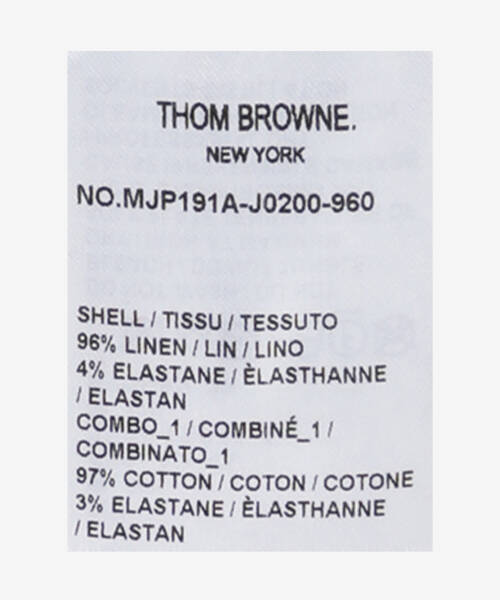 THOM BROWNE.
NEW YORK
NO.MJP191A-J0200-960
SHELL / TISSU / TESSUTO
96% LINEN / LIN / LINO
4% ELASTANE / ÈLASTHANNE
/ ELASTAN
COMBO_1 / COMBINÉ_1 /
COMBINATO_1
97% COTTON / COTON / COTONE
3% ELASTANE / ÈLASTHANNE
/ ELASTAN